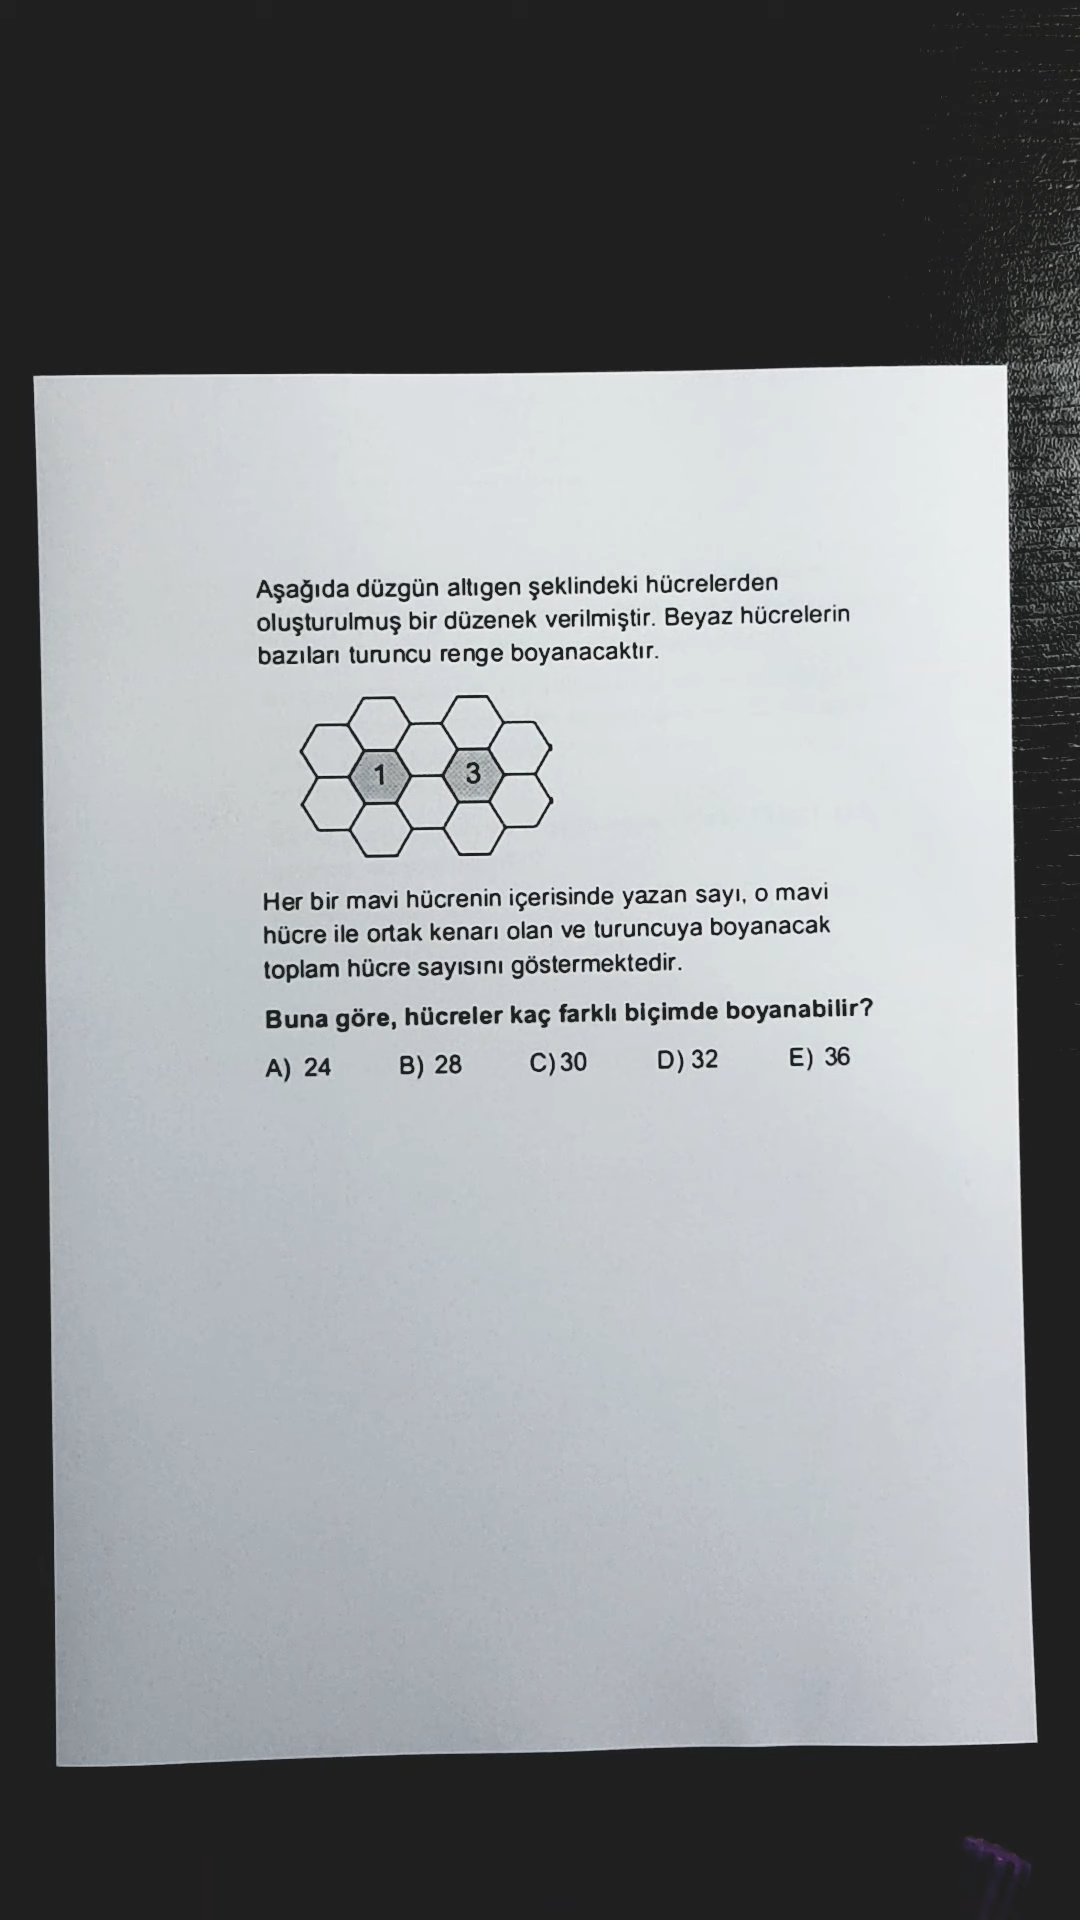 Aşağıda düzgün altıgen şeklindeki hücrelerden
oluşturulmuş bir düzenek verilmiştir. Beyaz hücrelerin
bazıları turuncu renge boyanacaktır.
1 3
Her bir mavi hücrenin içerisinde yazan sayı, o mavi
hücre ile ortak kenarı olan ve turuncuya boyanacak
toplam hücre sayısını göstermektedir.
Buna göre, hücreler kaç farklı biçimde boyanabilir?
A) 24 B) 28 C) 30 D) 32 E) 36